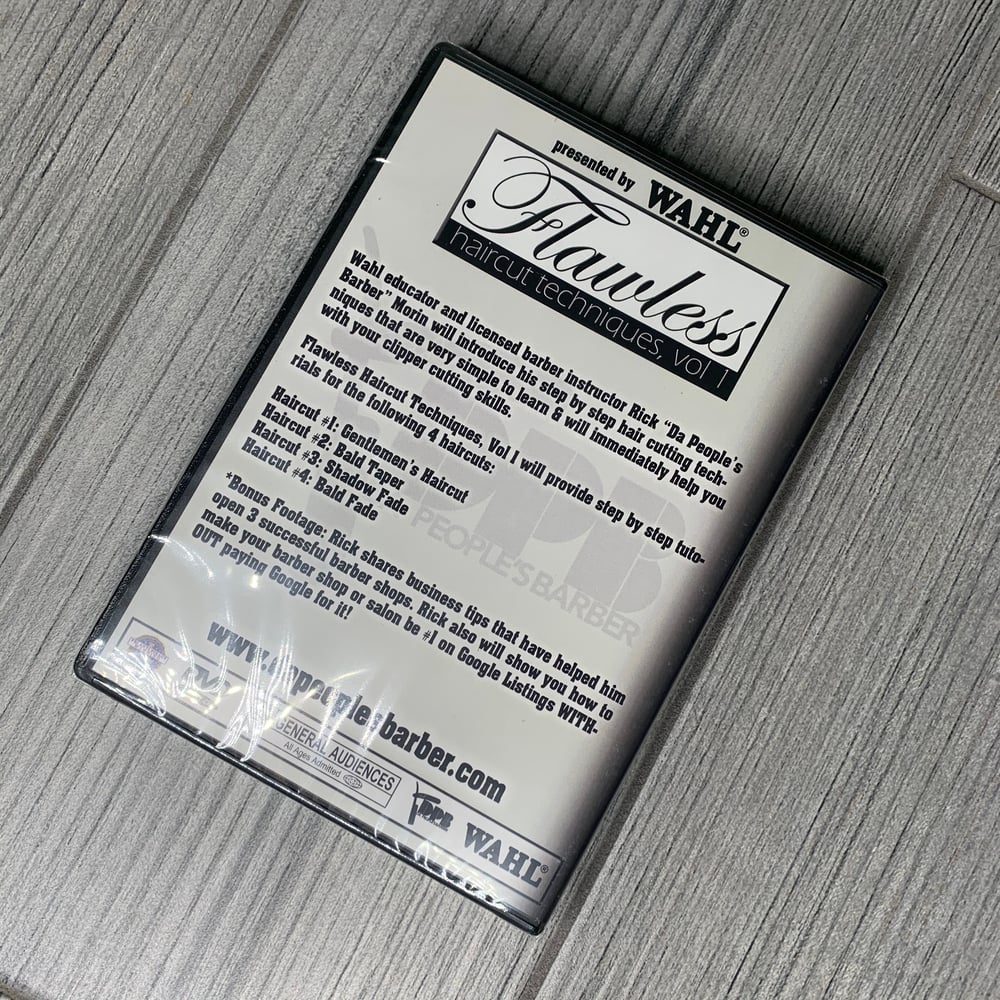 presented by WAHL®
Flawless
haircut techniques, vol 1
Wahl educator and licensed barber instructor Rick "Da People's
Barber" Morin will introduce his step by step hair cutting tech-
niques that are very simple to learn & will immediately help you
with your clipper cutting skills.
Flawless Haircut Techniques, Vol 1 will provide step by step tuto-
rials for the following 4 haircuts:
Haircut #1: Gentlemen's Haircut
Haircut #2: Bald Taper
Haircut #3: Shadow Fade
Haircut #4: Bald Fade
PEOPLE'S BARBER
*Bonus Footage: Rick shares business tips that have helped him
open 3 successful barber shops. Rick also will show you how to
make your barber shop or salon be #1 on Google Listings WITH-
OUT paying Google for it!
GENERAL AUDIENCES
All Ages Admitted
WAHL®